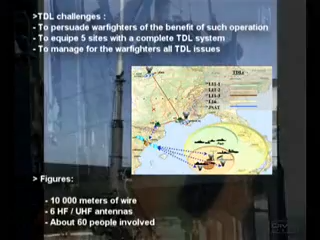 >TDL challenges :
- To persuade warfighters of the benefit of such operation
- To equipe 5 sites with a complete TDL system
- To manage for the warfighters all TDL issues
TDLs
> Figures:
- 10 000 meters of wire
- 6 HF / UHF antennas
- About 60 people involved